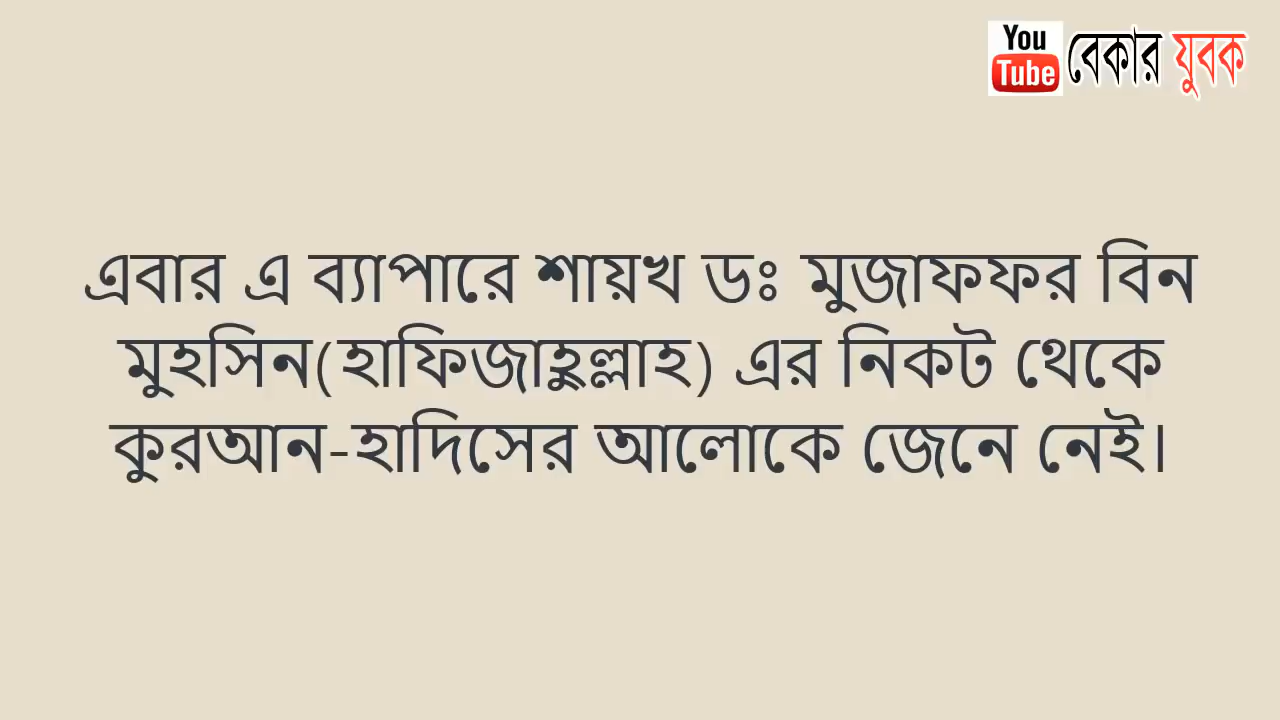 You
Tube
বেকার যুবক
এবার এ ব্যাপারে শায়খ ডঃ মুজাফফর বিন
মুহসিন(হাফিজাহুল্লাহ) এর নিকট থেকে
কুরআন-হাদিসের আলোকে জেনে নেই।